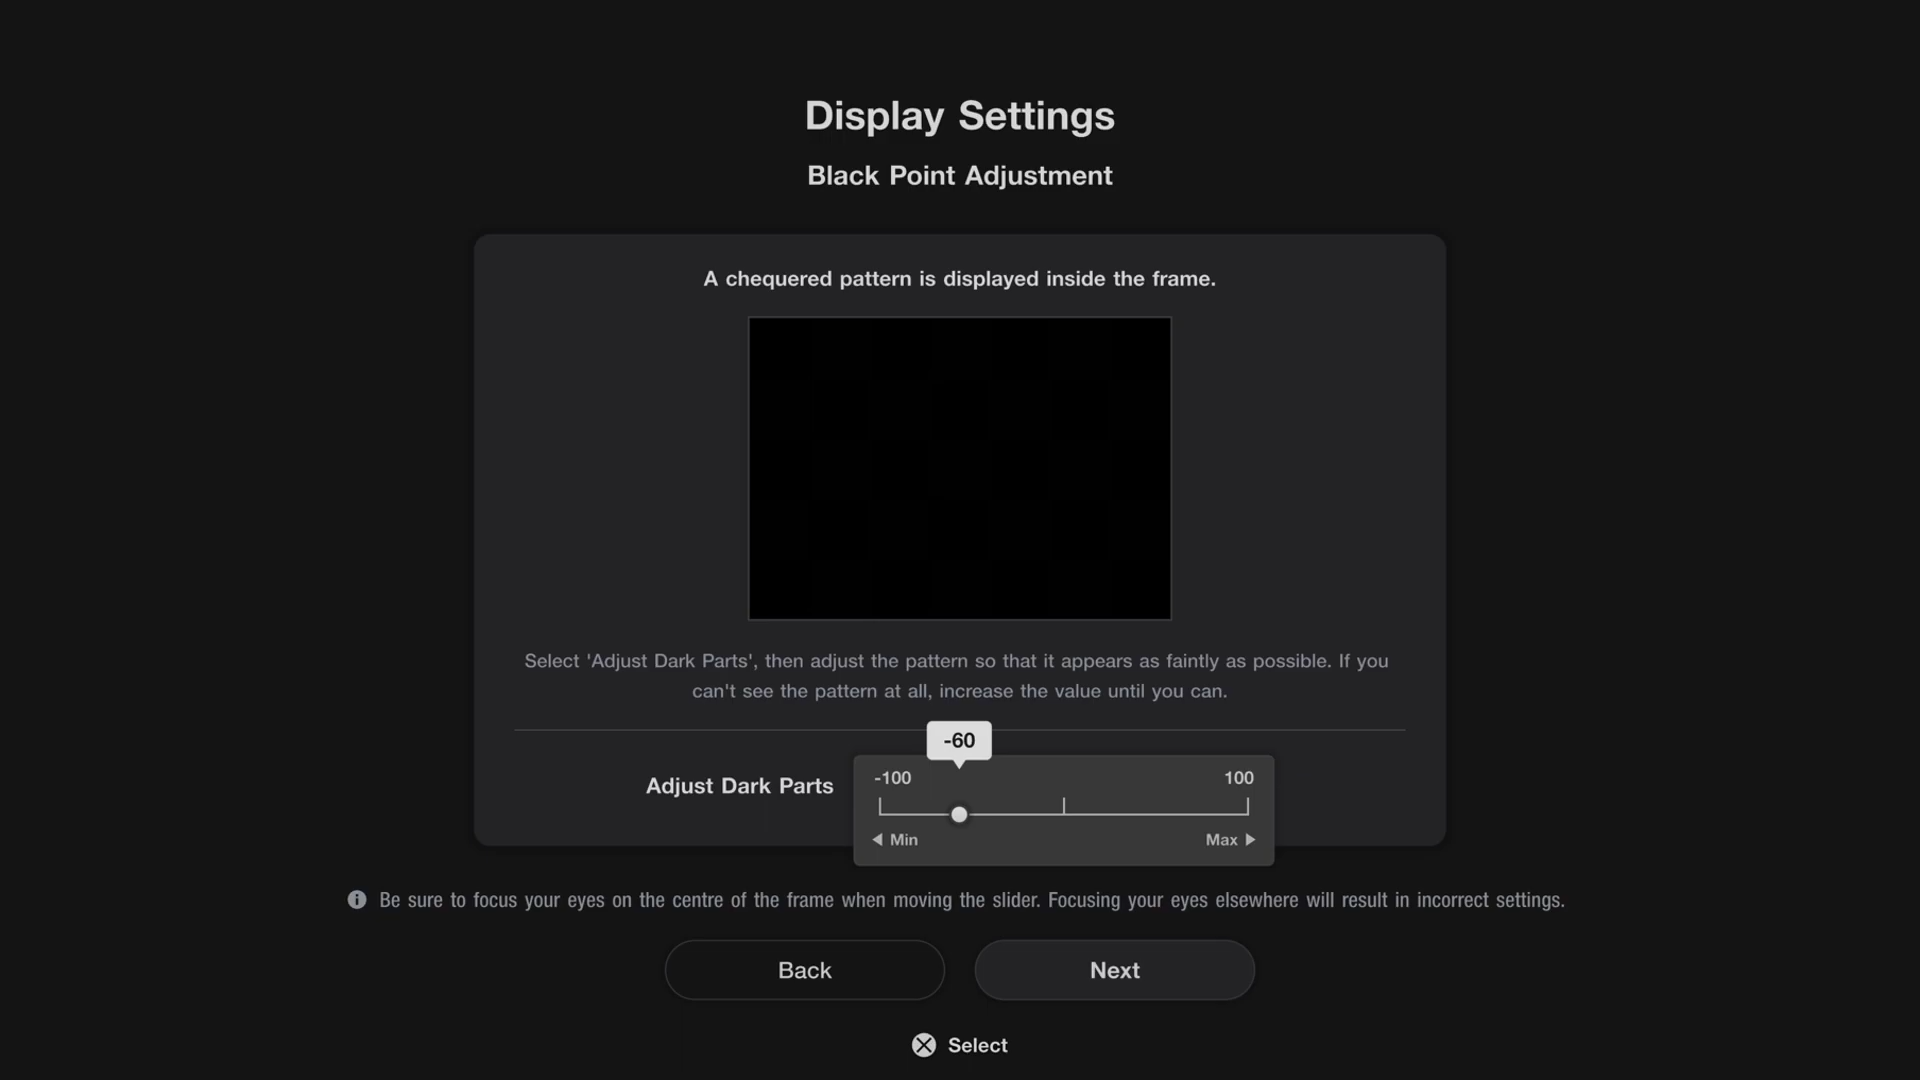 Display Settings
Black Point Adjustment
A chequered pattern is displayed inside the frame.
Select 'Adjust Dark Parts', then adjust the pattern so that it appears as faintly as possible. If you
can't see the pattern at all, increase the value until you can.
-60
Adjust Dark Parts
-100 100
Min Max
Be sure to focus your eyes on the centre of the frame when moving the slider. Focusing your eyes elsewhere will result in incorrect settings.
Back Next
Select